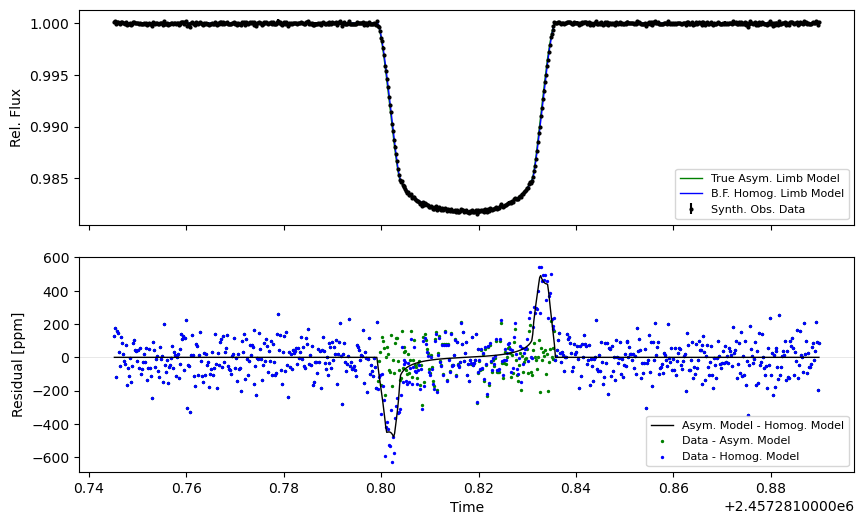 1.000
0.995
0.990
0.985
Rel. Flux
True Asym. Limb Model
B.F. Homog. Limb Model
Synth. Obs. Data
600
400
200
0
−200
−400
−600
Residual [ppm]
Asym. Model - Homog. Model
Data - Asym. Model
Data - Homog. Model
0.74 0.76 0.78 0.80 0.82 0.84 0.86 0.88
Time
+2.4572810000e6